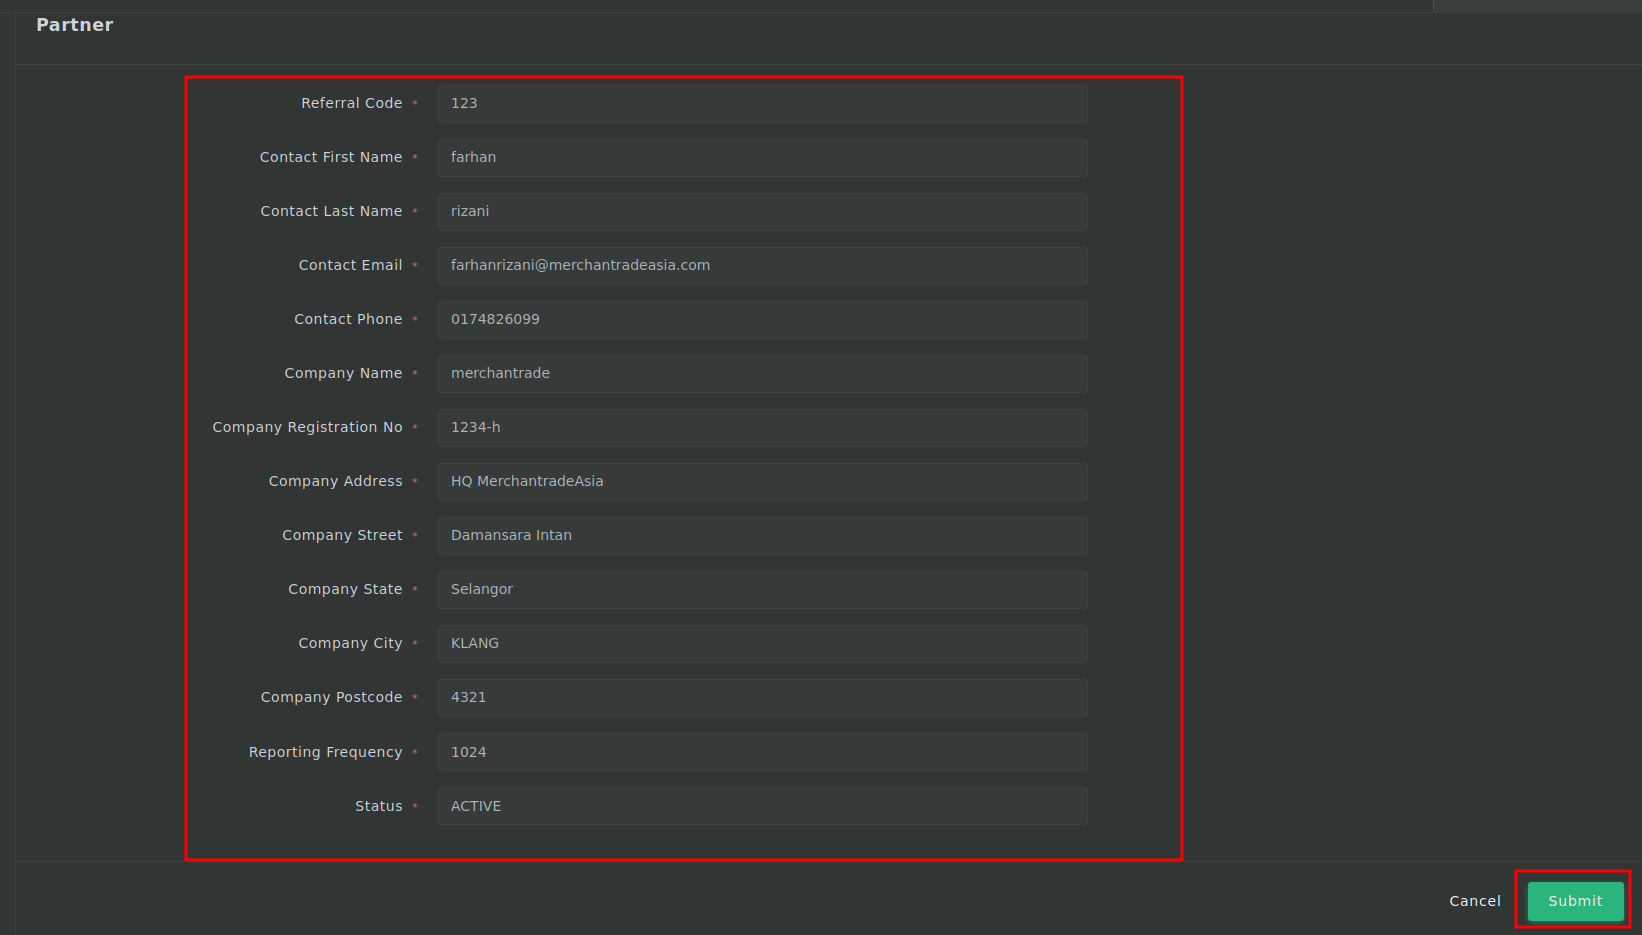 Partner
Referral Code * 123
Contact First Name * farhan
Contact Last Name * rizani
Contact Email * farhanrizani@merchantradeasia.com
Contact Phone * 0174826099
Company Name * merchantrade
Company Registration No * 1234-h
Company Address * HQ MerchantradeAsia
Company Street * Damansara Intan
Company State * Selangor
Company City * KLANG
Company Postcode * 4321
Reporting Frequency * 1024
Status * ACTIVE
Cancel Submit